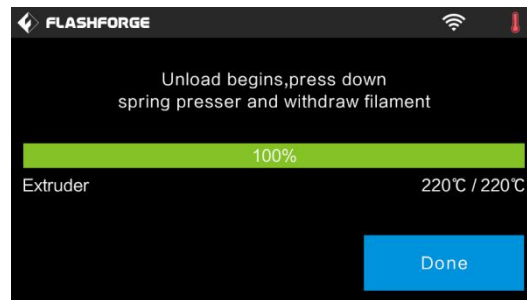 FLASHFORGE
Unload begins,press down
spring presser and withdraw filament
100%
Extruder 220℃ / 220℃
Done